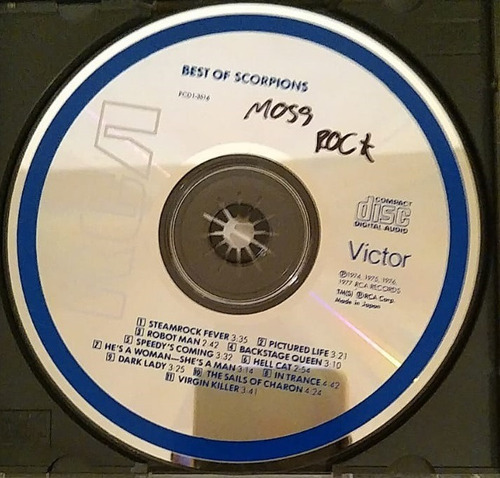 BEST OF SCORPIONS
PCD1-3516
MOSS
ROCK
COMPACT
disc
DIGITAL AUDIO
Victor
RCA
℗1974, 1975, 1976,
1977 RCA RECORDS
TM(S) ®RCA Corp.
Made in Japan
1 STEAMROCK FEVER 3:35 2 PICTURED LIFE 3:21
3 ROBOT MAN 2:42 4 BACKSTAGE QUEEN 3:10
5 SPEEDY'S COMING 3:32 6 HELL CAT 2:54
7 HE'S A WOMAN—SHE'S A MAN 3:14 8 IN TRANCE 4:42
9 DARK LADY 3:25 10 THE SAILS OF CHARON 4:24
11 VIRGIN KILLER 3:41